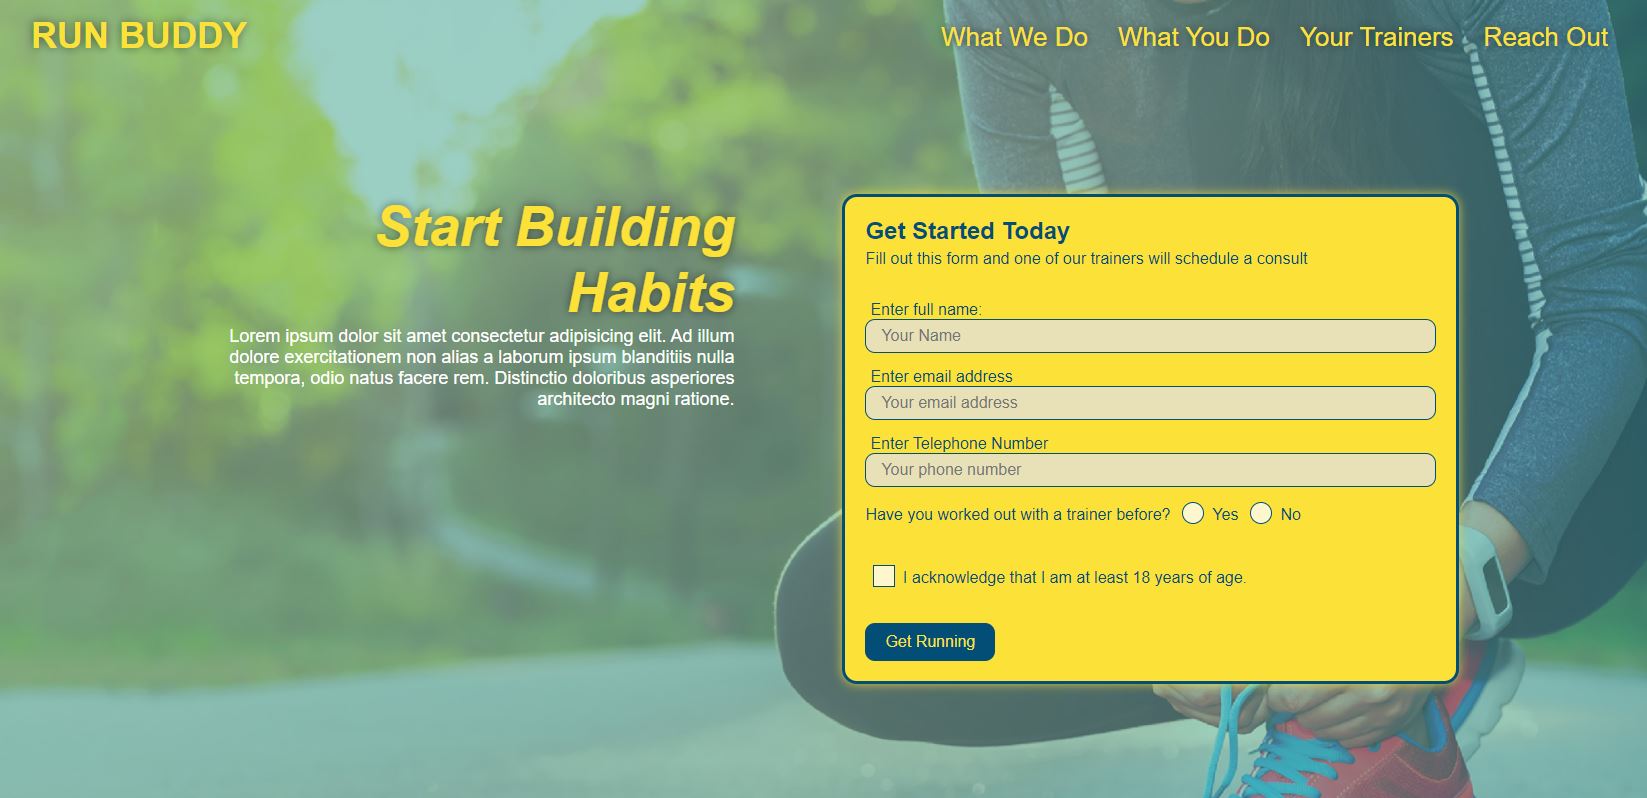 RUN BUDDY
What We Do What You Do Your Trainers Reach Out
Start Building
Habits
Lorem ipsum dolor sit amet consectetur adipisicing elit. Ad illum
dolore exercitationem non alias a laborum ipsum blanditiis nulla
tempora, odio natus facere rem. Distinctio doloribus asperiores
architecto magni ratione.
Get Started Today
Fill out this form and one of our trainers will schedule a consult
Enter full name:
Your Name
Enter email address
Your email address
Enter Telephone Number
Your phone number
Have you worked out with a trainer before? Yes No
I acknowledge that I am at least 18 years of age.
Get Running